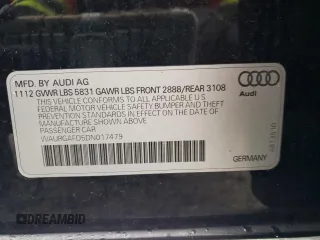 MFD. BY AUDI AG
1112 GVWR LBS 5831 GAWR LBS FRONT 2888/REAR 3108
THIS VEHICLE CONFORMS TO ALL APPLICABLE U.S.
FEDERAL MOTOR VEHICLE SAFETY, BUMPER AND THEFT
PREVENTION STANDARDS IN EFFECT ON THE DATE OF
MANUFACTURE SHOWN ABOVE.
PASSENGER CAR
WAURGAFD5DN017479
Audi
DREAMBID